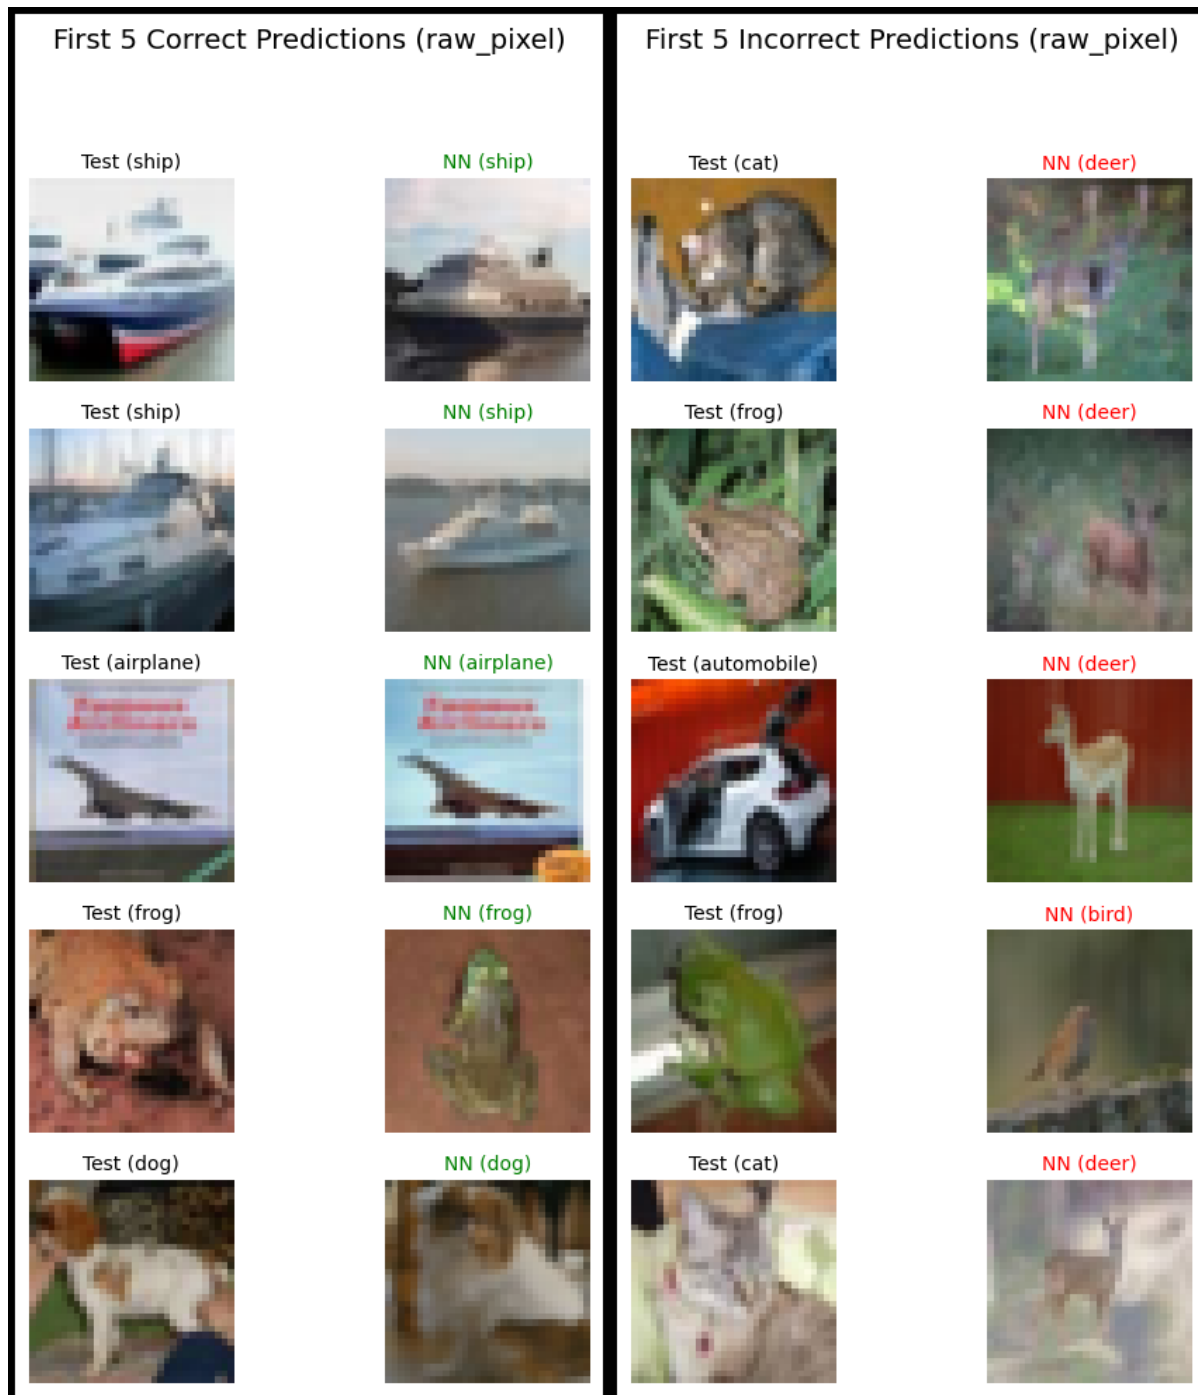 First 5 Correct Predictions (raw_pixel)
Test (ship)
NN (ship)
Test (ship)
NN (ship)
Test (airplane)
NN (airplane)
Test (frog)
NN (frog)
Test (dog)
NN (dog)
First 5 Incorrect Predictions (raw_pixel)
Test (cat)
NN (deer)
Test (frog)
NN (deer)
Test (automobile)
NN (deer)
Test (frog)
NN (bird)
Test (cat)
NN (deer)